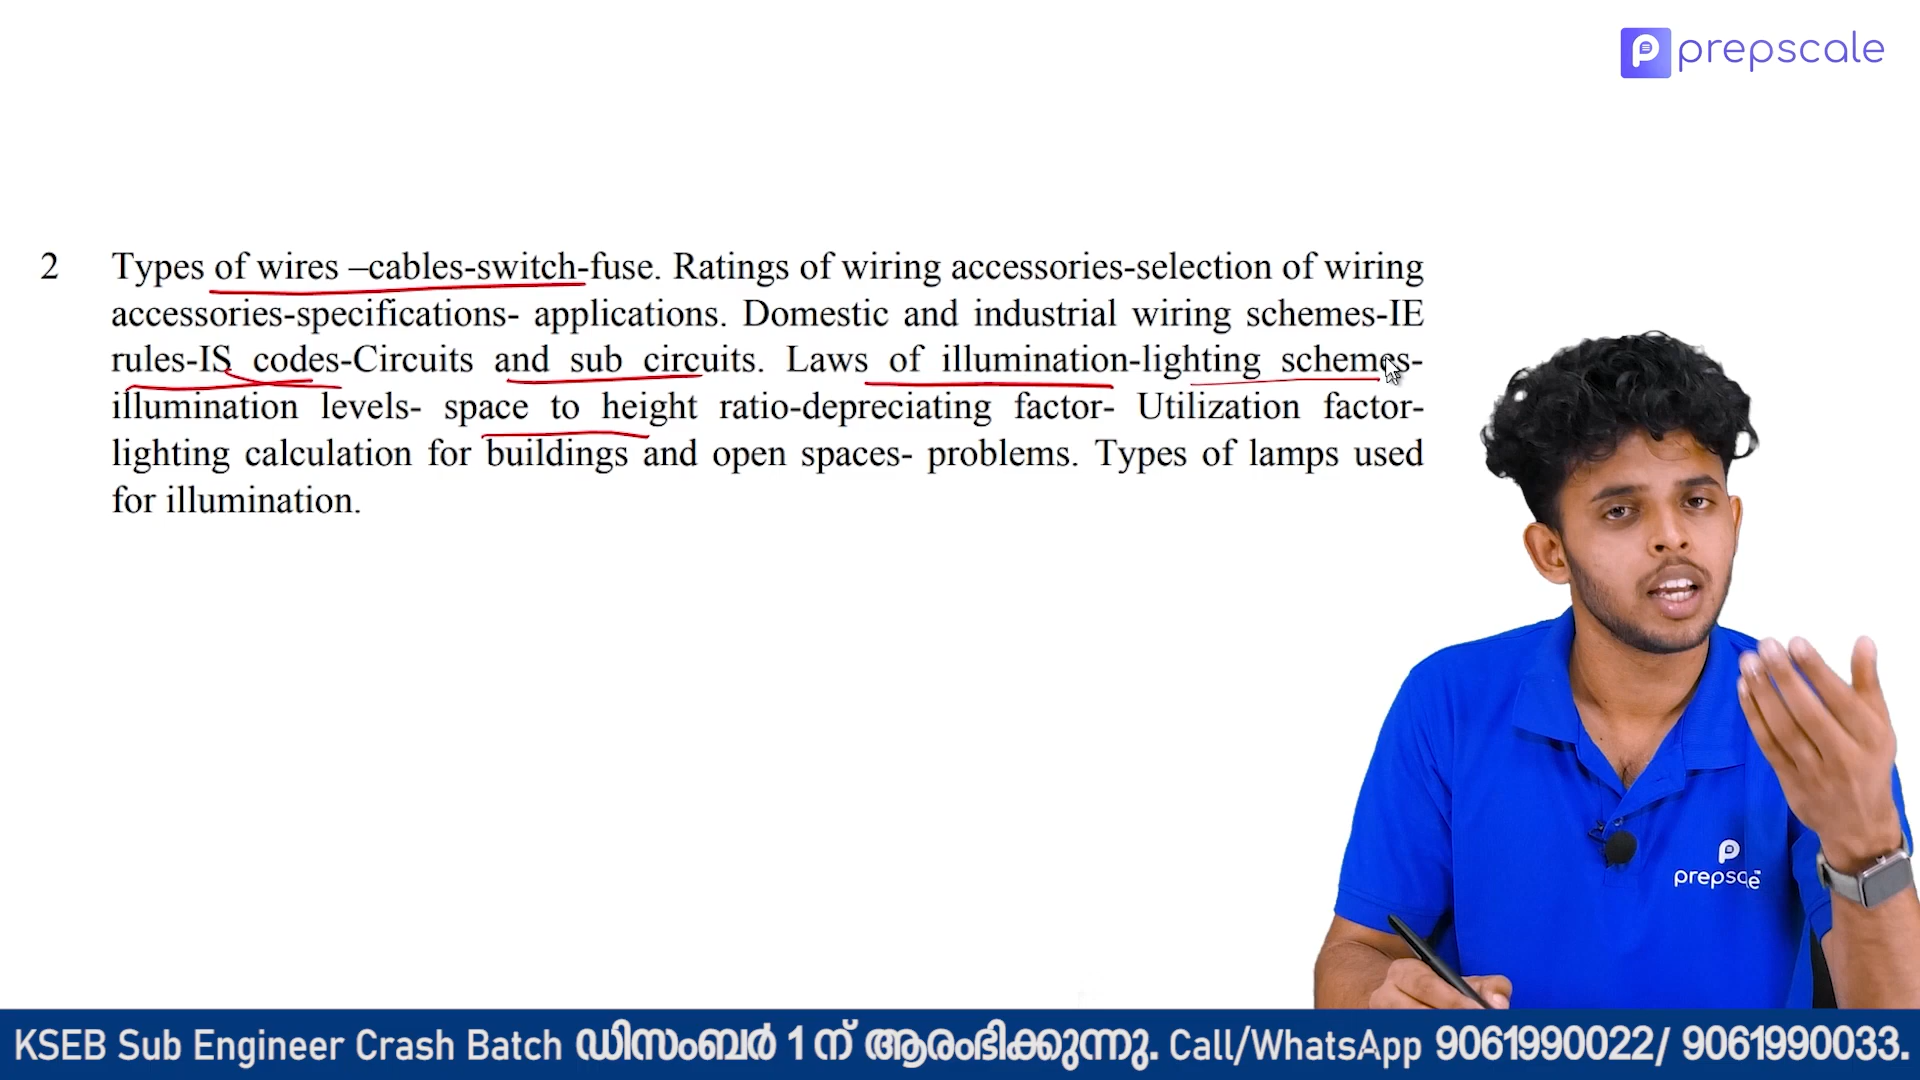 prepscale
2 Types of wires –cables-switch-fuse. Ratings of wiring accessories-selection of wiring
accessories-specifications- applications. Domestic and industrial wiring schemes-IE
rules-IS codes-Circuits and sub circuits. Laws of illumination-lighting schemes-
illumination levels- space to height ratio-depreciating factor- Utilization factor-
lighting calculation for buildings and open spaces- problems. Types of lamps used
for illumination.
prepscale
KSEB Sub Engineer Crash Batch ഡിസംബർ 1 ന് ആരംഭിക്കുന്നു. Call/WhatsApp 9061990022/ 9061990033.